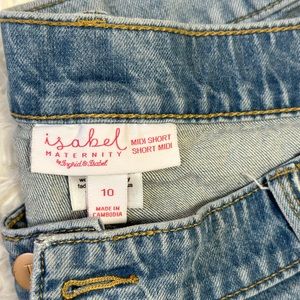 isabel
MATERNITY
by Ingrid & Isabel
MIDI SHORT
SHORT MIDI
10
MADE IN
CAMBODIA